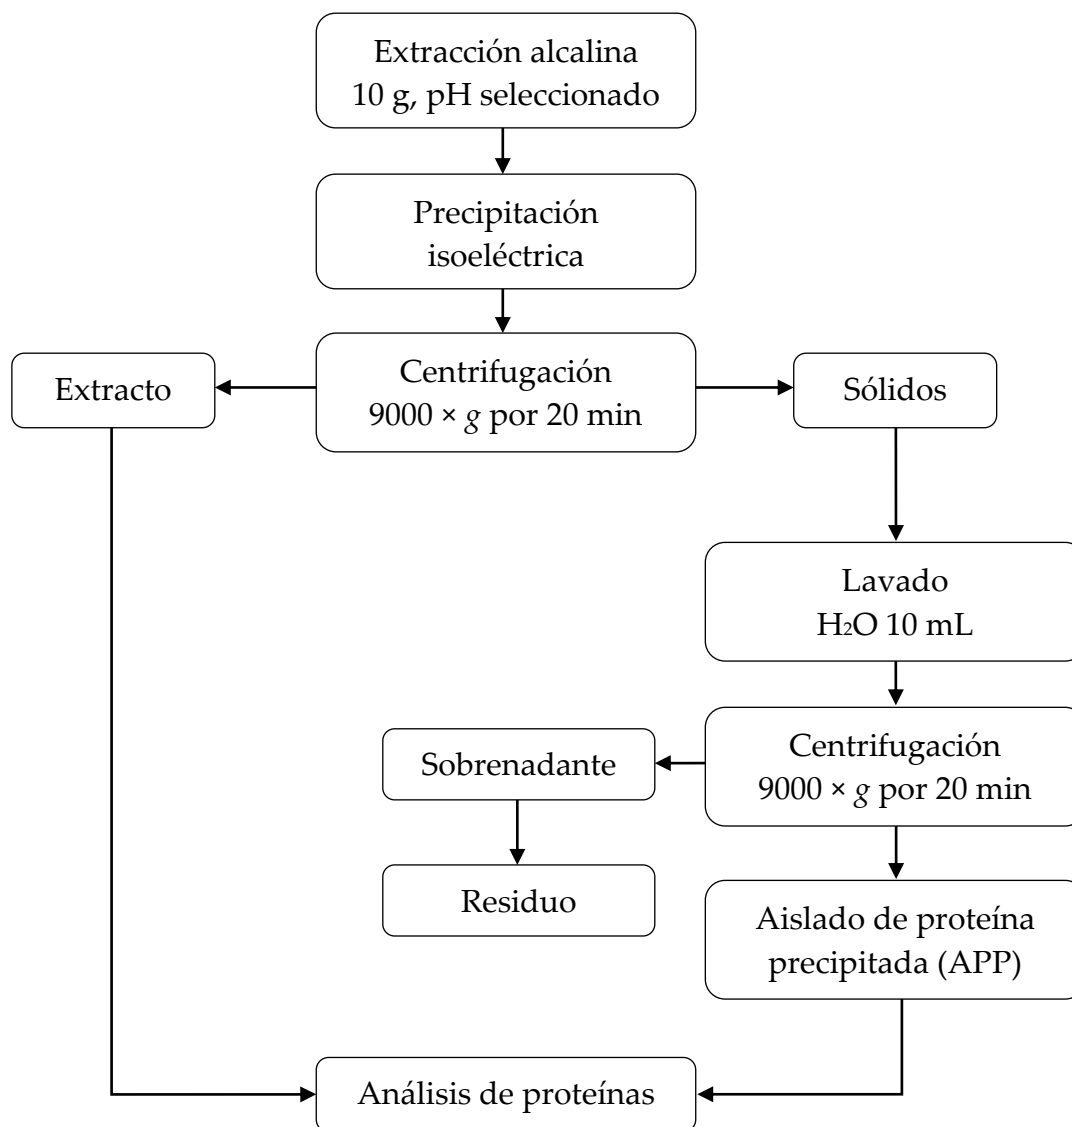 Extracción alcalina
10 g, pH seleccionado
Precipitación
isoeléctrica
Extracto
Centrifugación
9000 × g por 20 min
Sólidos
Lavado
H₂O 10 mL
Sobrenadante
Centrifugación
9000 × g por 20 min
Residuo
Aislado de proteína
precipitada (APP)
Análisis de proteínas